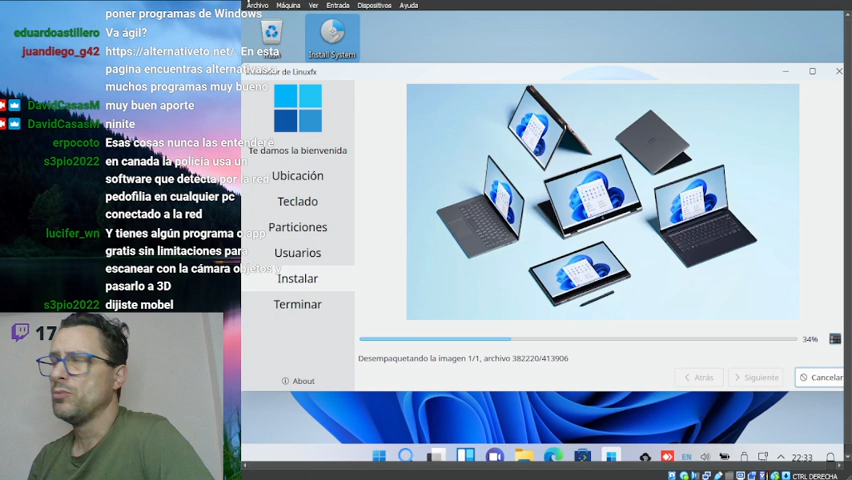 poner programas de Windows
eduardoastillero Va ágil?
juandiego_g42 https://alternativeto.net/. En esta
pagina encuentras alternativas a
muchos programas muy bueno
DavidCasasM muy buen aporte
DavidCasasM ninite
erpocoto Esas cosas nunca las entendere
s3pio2022 en canada la policia usa un
software que detecta por la red
pedofilia en cualquier pc
conectado a la red
lucifer_wn Y tienes algún programa o app
gratis sin limitaciones para
escanear con la cámara objetos y
pasarlo a 3D
s3pio2022 dijiste mobel
17
Archivo Máquina Ver Entrada Dispositivos Ayuda
Install System
de Linuxfx
Te damos la bienvenida
Ubicación
Teclado
Particiones
Usuarios
Instalar
Terminar
About
34%
Desempaquetando la imagen 1/1, archivo 382220/413906
Atrás
Siguiente
Cancelar
EN
22:33
CTRL DERECHA